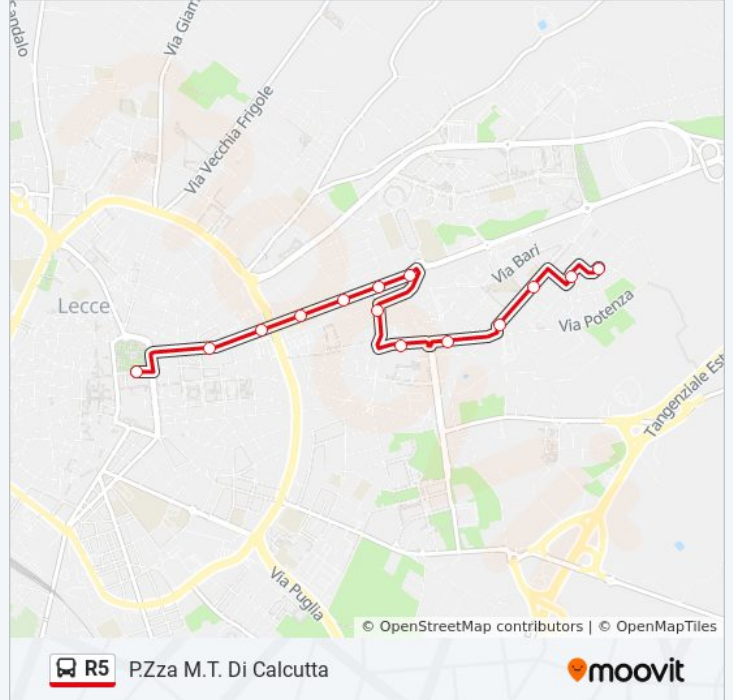 candalo
Via Giam
Via Vecchia Frigole
Via Bari
Lecce
Via Potenza
Tangenziale Est
Via Puglia
© OpenStreetMap contributors | © OpenMapTiles
R5 P.Zza M.T. Di Calcutta
moovit